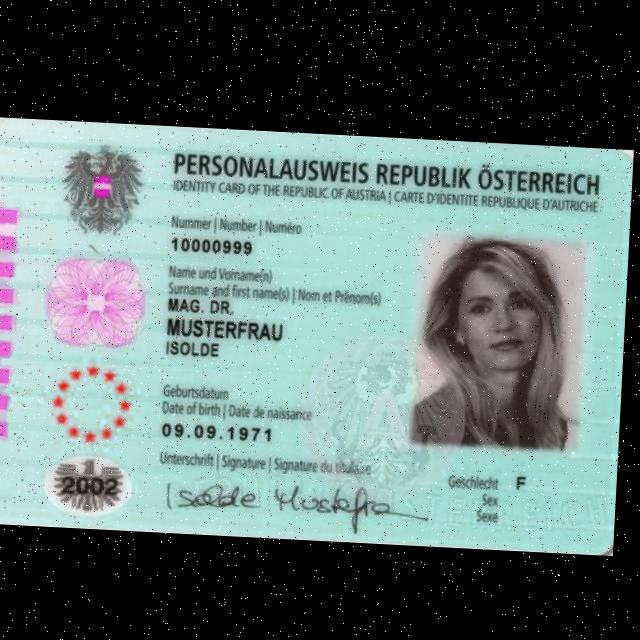 PERSONALAUSWEIS REPUBLIK ÖSTERREICH
IDENTITY CARD OF THE REPUBLIC OF AUSTRIA | CARTE D'IDENTITE REPUBLIQUE D'AUTRICHE
Nummer | Number | Numéro
10000999
Name und Vorname(n)
Surname and first name(s) | Nom et Prénom(s)
MAG. DR.
MUSTERFRAU
ISOLDE
Geburtsdatum
Date of birth | Date de naissance
09.09.1971
Unterschrift | Signature | Signature du titulaire
Isolde Musterfrau
Geschlecht F
Sex
Sexe
2002